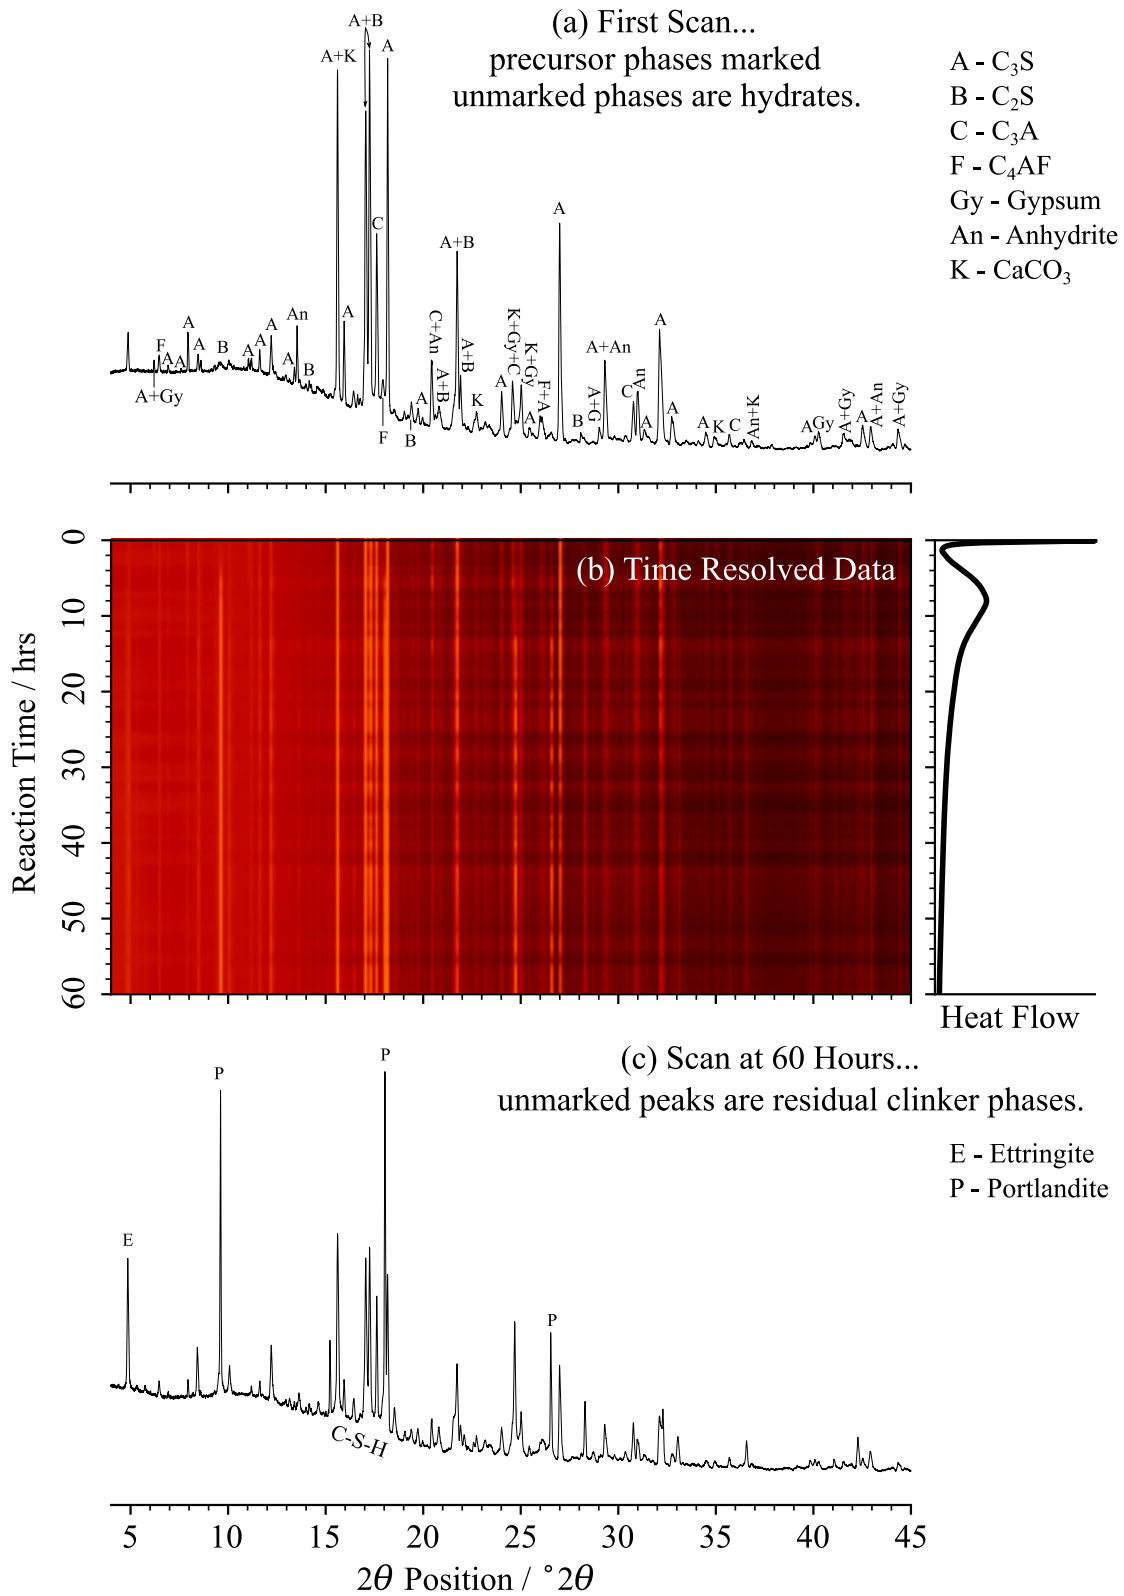 (a) First Scan...
precursor phases marked
unmarked phases are hydrates.
A - C₃S
B - C₂S
C - C₃A
F - C₄AF
Gy - Gypsum
An - Anhydrite
K - CaCO₃
A+B
A+K
A
C
A+B
A
A
F
A
A
A
A
B
A
A
A
A
An
B
A
A+Gy
F
B
A
C+An
A+B
A+B
K
A
K+Gy+C
K+Gy
A
F+A
B
A+G
A+An
C
An
A
A
A
A
K
C
An+K
A
Gy
A+Gy
A
A+An
A+Gy
(b) Time Resolved Data
Reaction Time / hrs
0
10
20
30
40
50
60
Heat Flow
(c) Scan at 60 Hours...
unmarked peaks are residual clinker phases.
E - Ettringite
P - Portlandite
E
P
P
P
C-S-H
5 10 15 20 25 30 35 40 45
2θ Position / °2θ